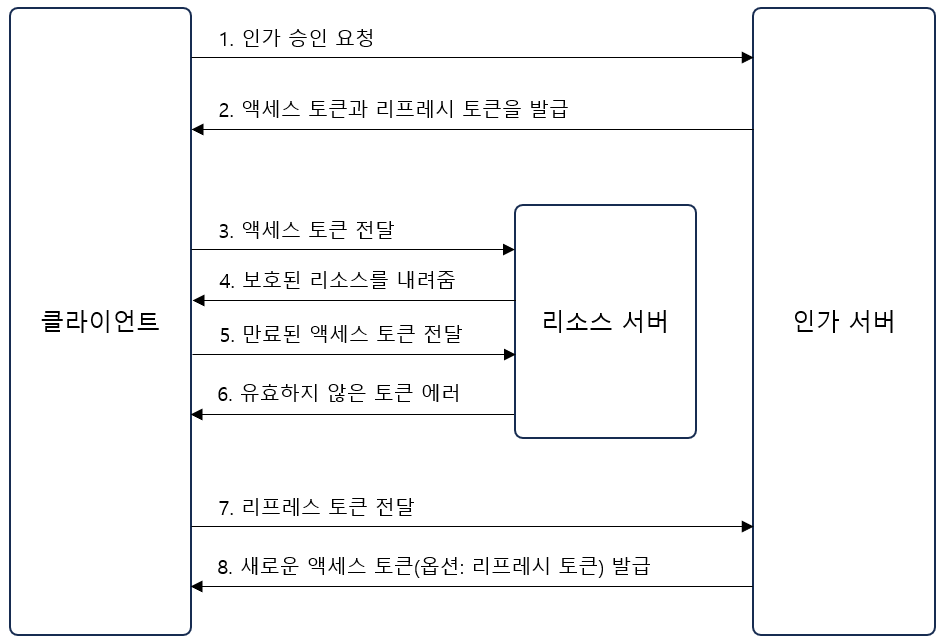 1. 인가 승인 요청
2. 액세스 토큰과 리프레시 토큰을 발급
3. 액세스 토큰 전달
4. 보호된 리소스를 내려줌
클라이언트
리소스 서버
인가 서버
5. 만료된 액세스 토큰 전달
6. 유효하지 않은 토큰 에러
7. 리프레스 토큰 전달
8. 새로운 액세스 토큰(옵션: 리프레시 토큰) 발급